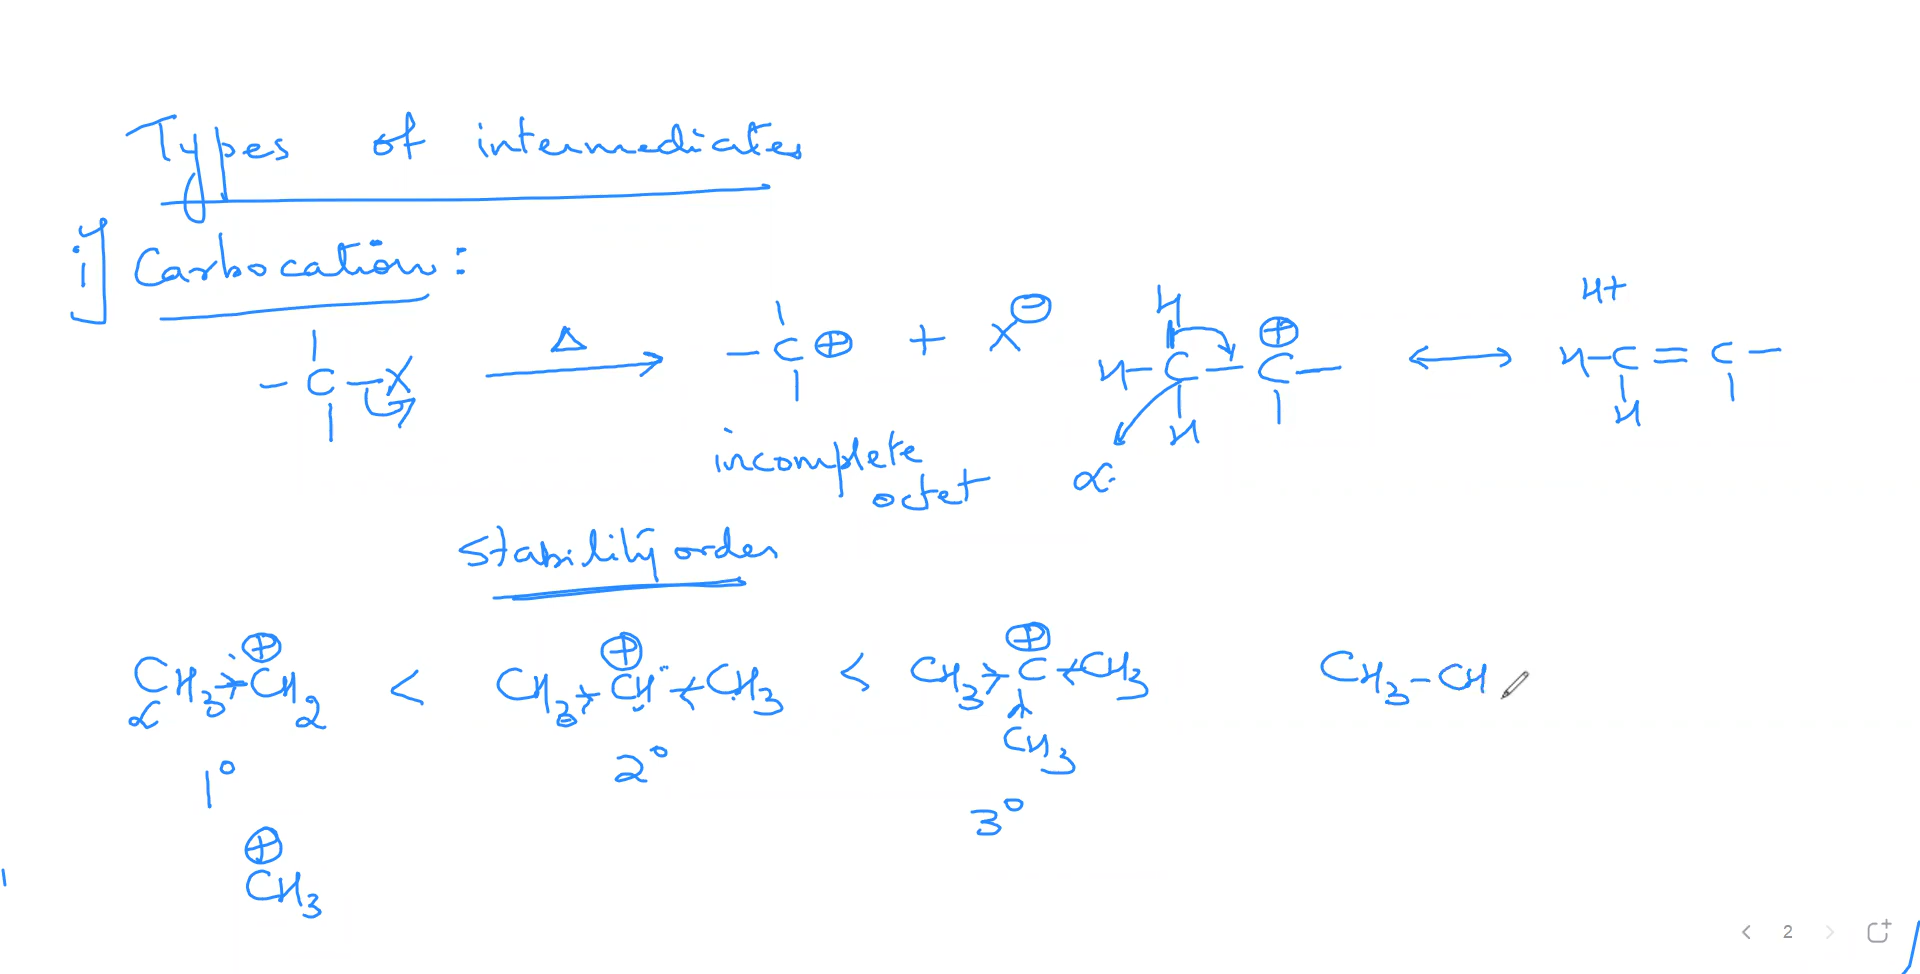 Types of intermediates
i] Carbocation:
– C – X Δ → – C ⊕ + X ⊖ H – C – C – ⊕ ↔ H – C = C – H+
H H H
incomplete octet α
Stability order
CH3 → CH2 ⊕ < CH3 → CH ⊕ ← CH3 < CH3 → C ⊕ ← CH3 CH3 – CH
α CH3
1° 2° 3°
⊕
CH3
2